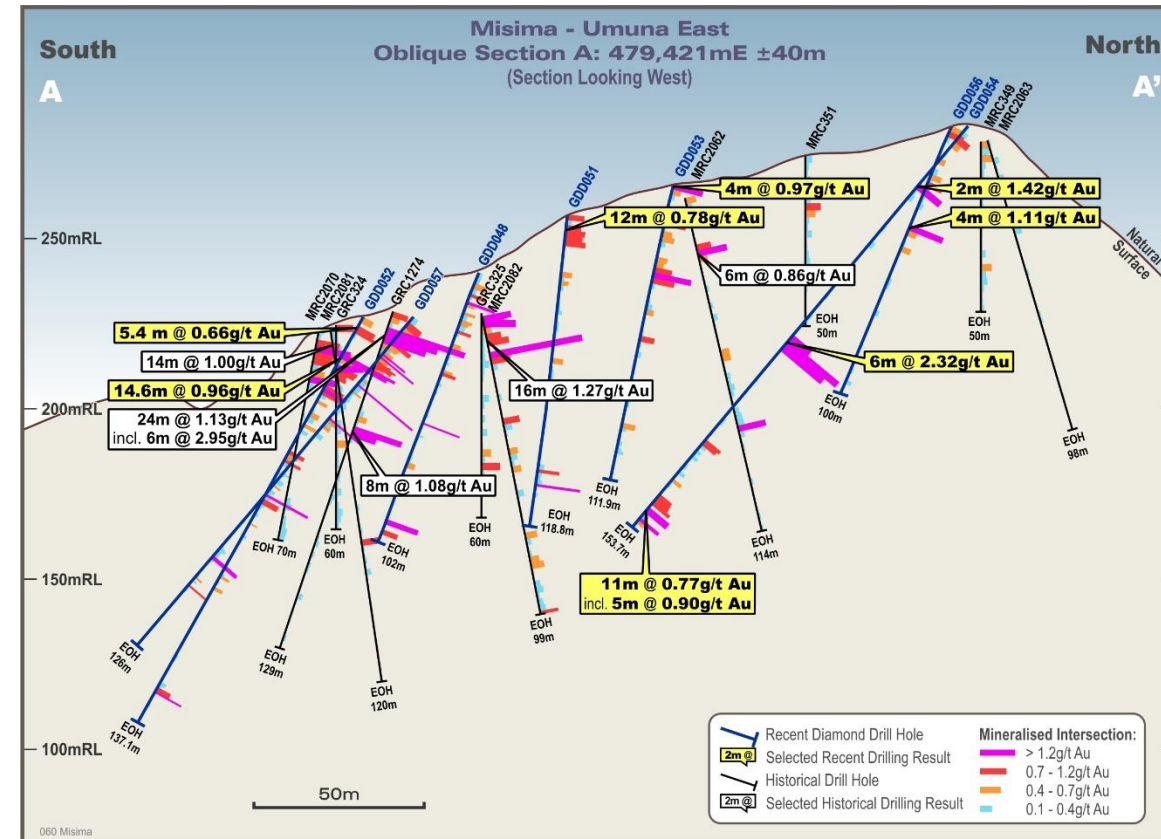 Misima - Umuna East
Oblique Section A: 479,421mE ±40m
(Section Looking West)
South
North
A
A'
GDD056
GDD054
MRC349
MRC2063
MRC351
GDD053
MRC2062
GDD051
GDD048
GRC325
MRC2082
GRC1274
GDD057
GDD052
MRC2070
MRC2081
GRC324
Natural
Surface
250mRL
200mRL
150mRL
100mRL
4m @ 0.97g/t Au
12m @ 0.78g/t Au
2m @ 1.42g/t Au
4m @ 1.11g/t Au
6m @ 0.86g/t Au
6m @ 2.32g/t Au
5.4 m @ 0.66g/t Au
14m @ 1.00g/t Au
14.6m @ 0.96g/t Au
24m @ 1.13g/t Au
incl. 6m @ 2.95g/t Au
16m @ 1.27g/t Au
8m @ 1.08g/t Au
11m @ 0.77g/t Au
incl. 5m @ 0.90g/t Au
EOH
50m
EOH
50m
EOH
100m
EOH
98m
EOH
111.9m
EOH
153.7m
EOH
114m
EOH
118.8m
EOH
60m
EOH
99m
EOH
102m
EOH 70m
EOH
60m
EOH
126m
EOH
129m
EOH
120m
EOH
137.1m
50m
Recent Diamond Drill Hole
2m @
Selected Recent Drilling Result
Historical Drill Hole
2m @
Selected Historical Drilling Result
Mineralised Intersection:
> 1.2g/t Au
0.7 - 1.2g/t Au
0.4 - 0.7g/t Au
0.1 - 0.4g/t Au
060 Misima